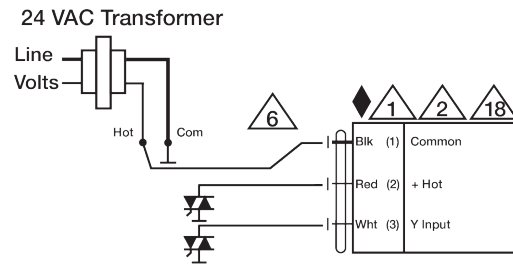 24 VAC Transformer
Line
Volts
Hot
Com
6
1
2
18
Blk (1) Common
Red (2) + Hot
Wht (3) Y Input